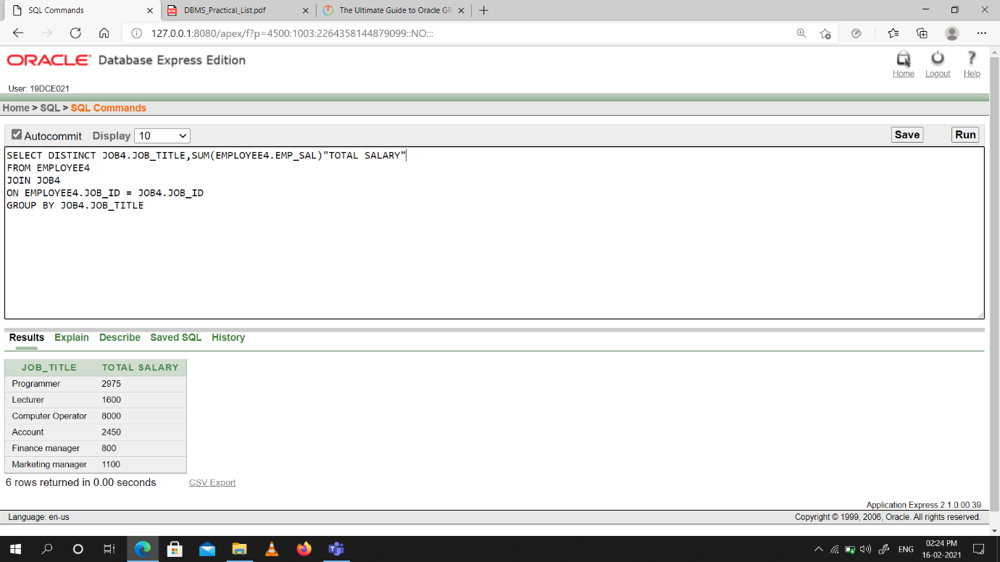 SQL Commands
DBMS_Practical_List.pdf
The Ultimate Guide to Oracle GR
127.0.0.1:8080/apex/f?p=4500:1003:2264358144879099::NO:::
ORACLE Database Express Edition
Home Logout Help
User: 19DCE021
Home > SQL > SQL Commands
Autocommit Display 10 Save Run
SELECT DISTINCT JOB4.JOB_TITLE,SUM(EMPLOYEE4.EMP_SAL)"TOTAL SALARY"
FROM EMPLOYEE4
JOIN JOB4
ON EMPLOYEE4.JOB_ID = JOB4.JOB_ID
GROUP BY JOB4.JOB_TITLE
Results Explain Describe Saved SQL History
JOB_TITLE TOTAL SALARY
Programmer 2975
Lecturer 1600
Computer Operator 8000
Account 2450
Finance manager 800
Marketing manager 1100
6 rows returned in 0.00 seconds CSV Export
Application Express 2.1.0.00.39
Language: en-us Copyright © 1999, 2006, Oracle. All rights reserved.
ENG
02:24 PM
16-02-2021